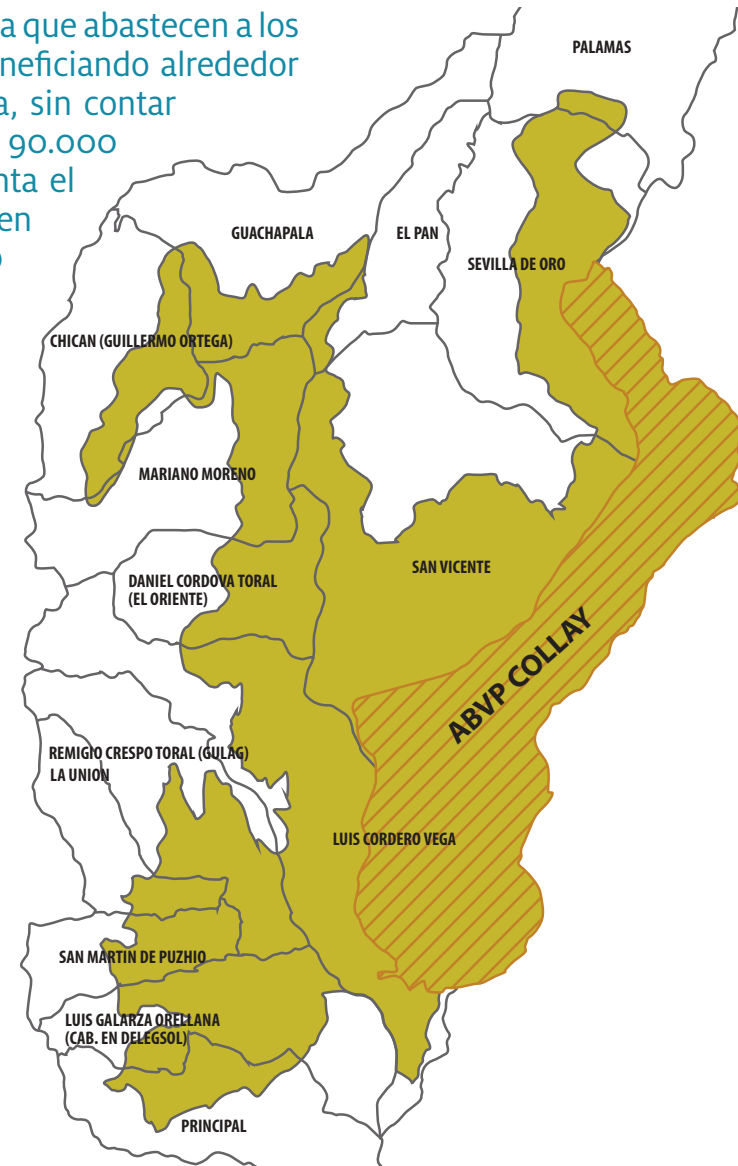 a que abastecen a los
neficiando alrededor
a, sin contar
90.000
nta el
en
PALAMAS
GUACHAPALA
EL PAN
SEVILLA DE ORO
CHICAN (GUILLERMO ORTEGA)
MARIANO MORENO
DANIEL CORDOVA TORAL
(EL ORIENTE)
SAN VICENTE
ABVP COLLAY
REMIGIO CRESPO TORAL (GULAG)
LA UNION
LUIS CORDERO VEGA
SAN MARTIN DE PUZHIO
LUIS GALARZA ORELLANA
(CAB. EN DELEGSOL)
PRINCIPAL